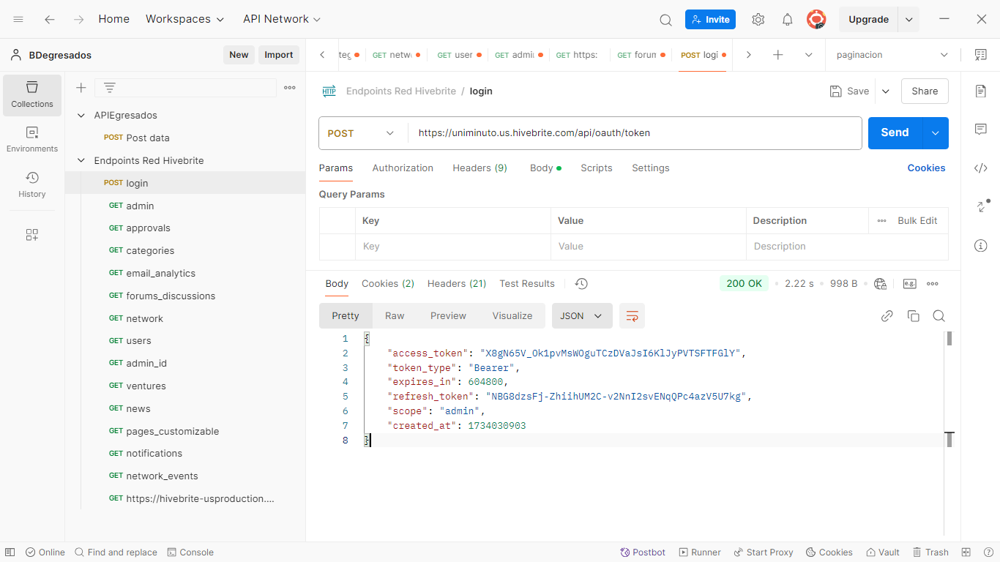 Home Workspaces API Network Invite Upgrade
BDegresados New Import teg GET netw GET user GET admi GET https: GET forun POST logi paginacion
Collections
Environments
History
APIEgresados
POST Post data
Endpoints Red Hivebrite
POST login
GET admin
GET approvals
GET categories
GET email_analytics
GET forums_discussions
GET network
GET users
GET admin_id
GET ventures
GET news
GET pages_customizable
GET notifications
GET network_events
GET https://hivebrite-usproduction....
HTTP Endpoints Red Hivebrite / login Save Share
POST https://uniminuto.us.hivebrite.com/api/oauth/token Send
Params Authorization Headers (9) Body Scripts Settings Cookies
Query Params
Key Value Description Bulk Edit
Key Value Description
Body Cookies (2) Headers (21) Test Results 200 OK 2.22 s 998 B e.g.
Pretty Raw Preview Visualize JSON
1 {
2 "access_token": "X8gN65V_Ok1pvMsWOguTCzDVaJsI6KlJyPVTSFTFGlY",
3 "token_type": "Bearer",
4 "expires_in": 604800,
5 "refresh_token": "NBG8dzsFj-ZhiihUM2C-v2NnI2svENqQPc4azV5U7kg",
6 "scope": "admin",
7 "created_at": 1734030903
8 }
Online Find and replace Console Postbot Runner Start Proxy Cookies Vault Trash